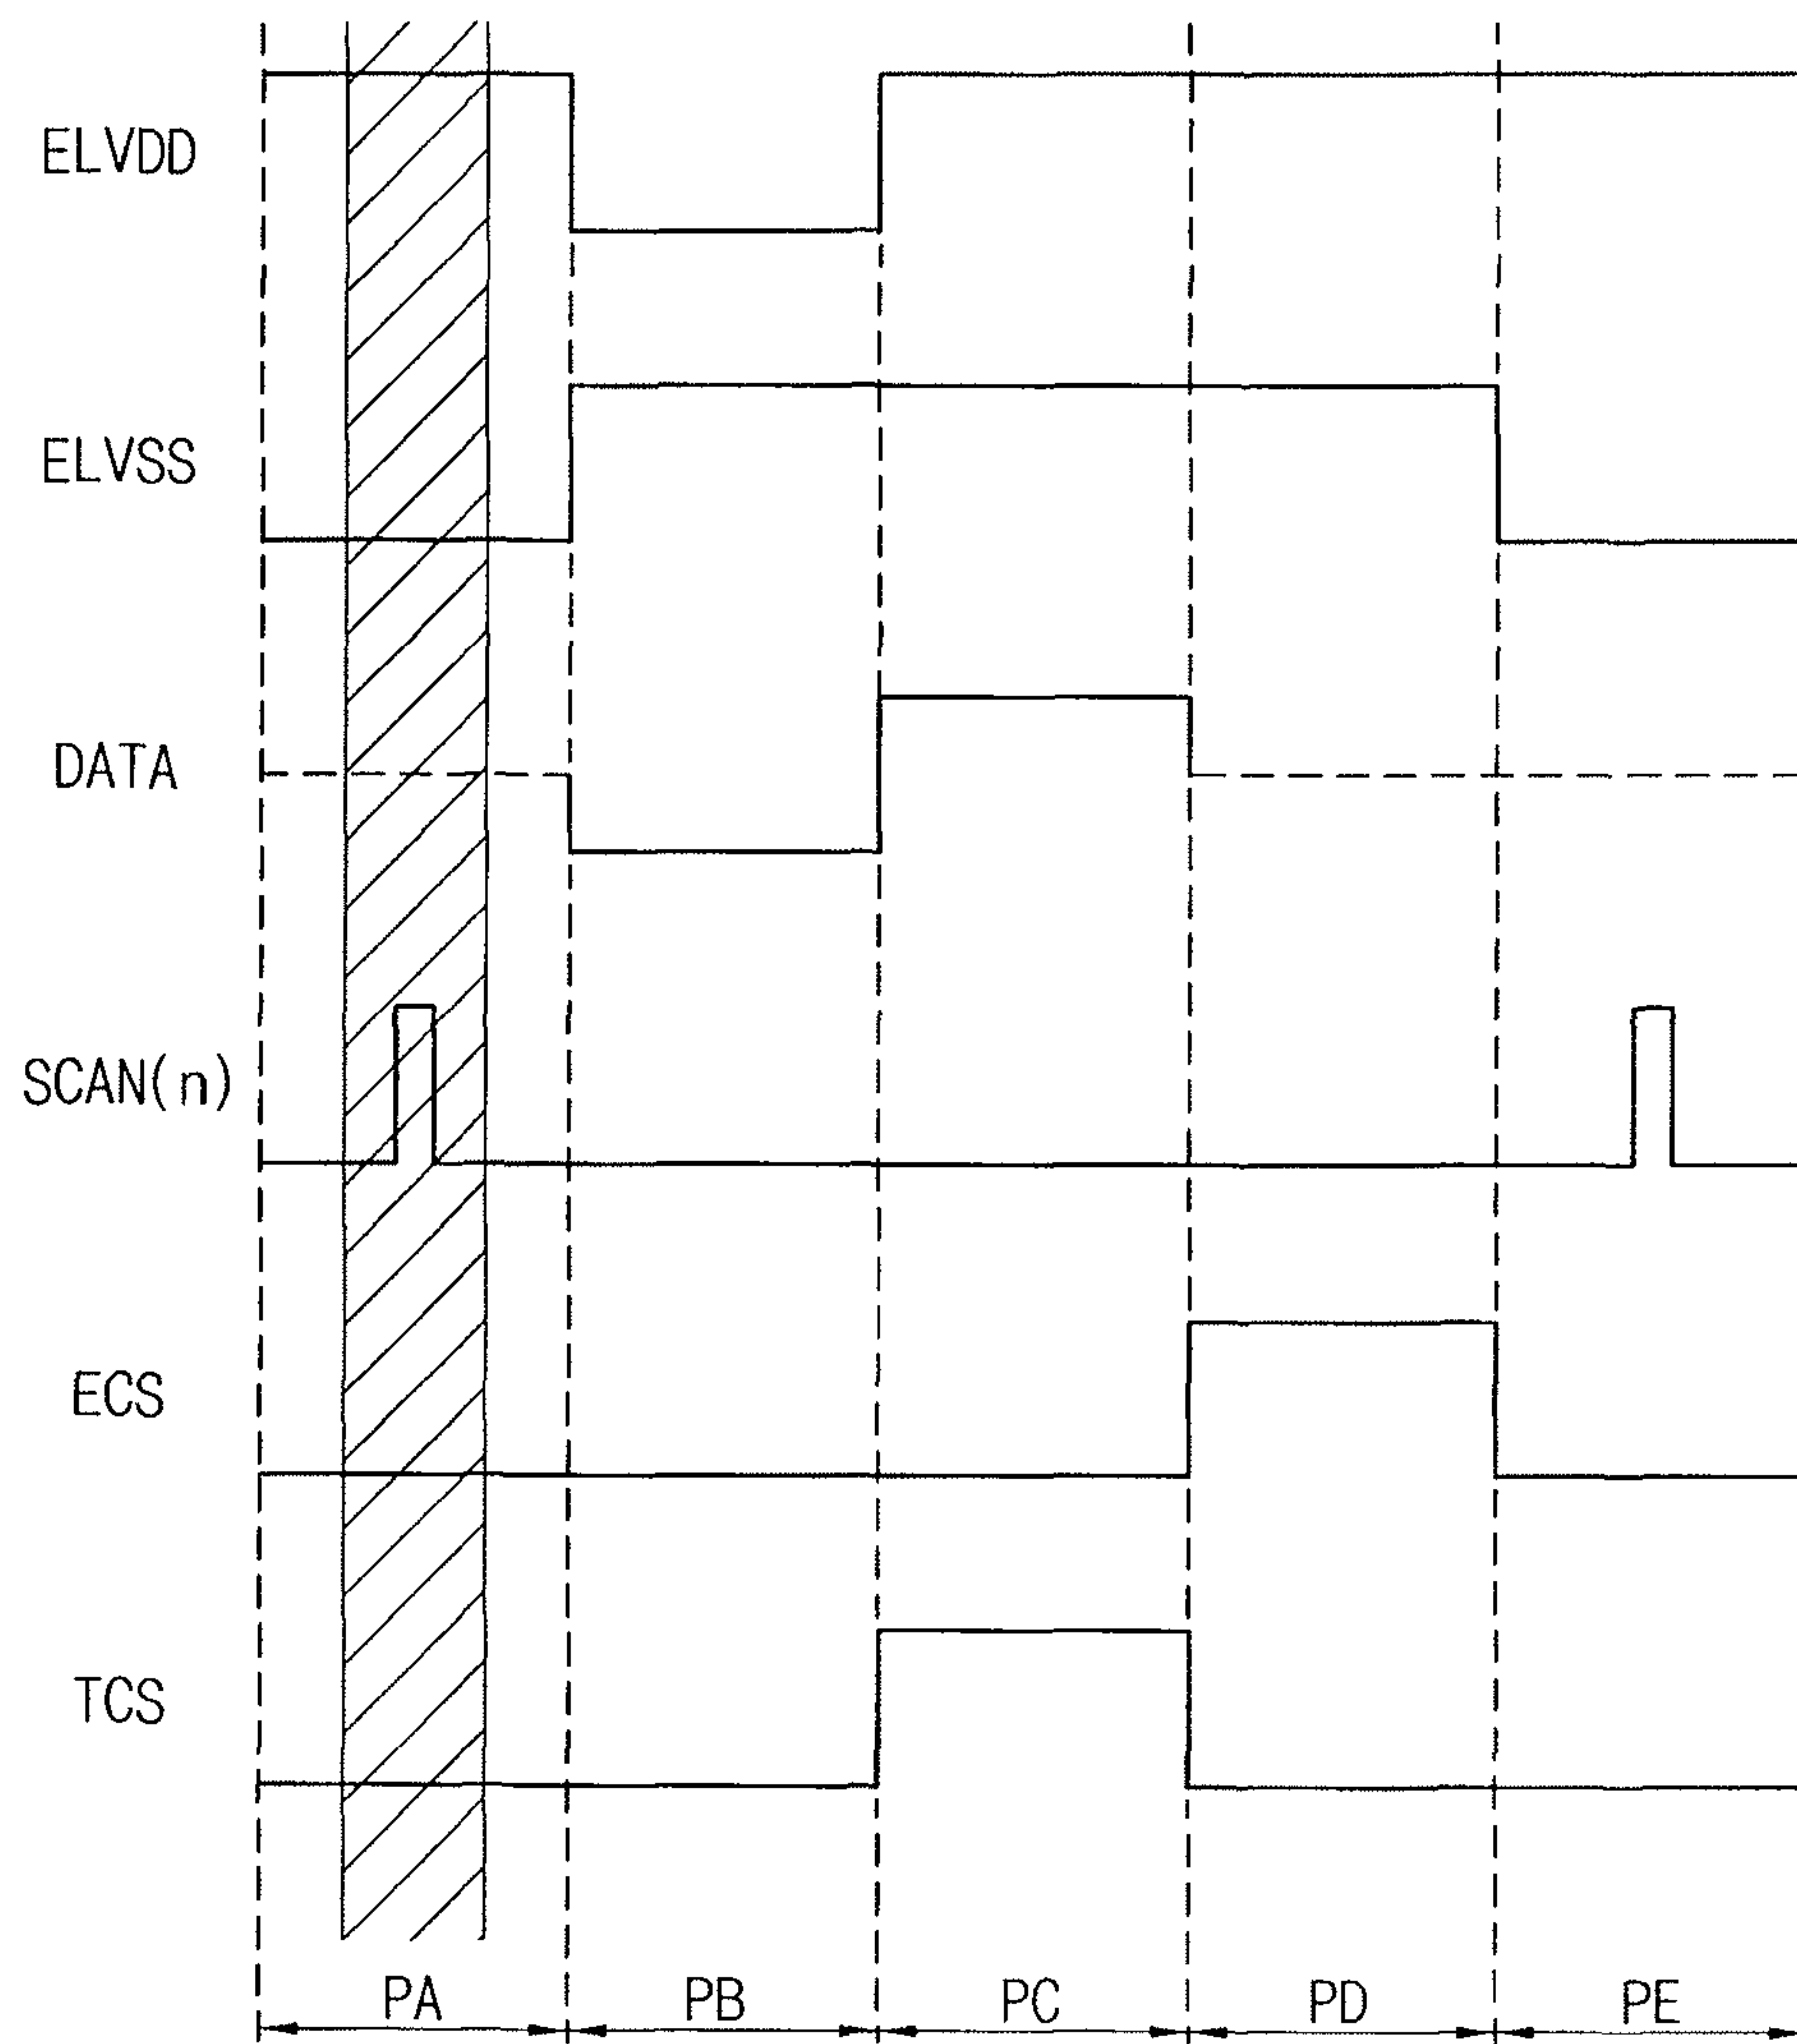 ELVDD
ELVSS
DATA
SCAN(n)
ECS
TCS
PA PB PC PD PE